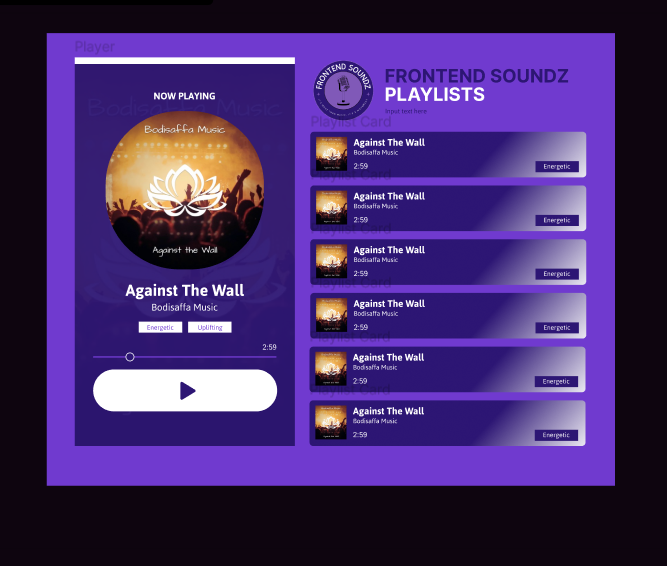 Player
NOW PLAYING
Bodisaffa Music
Bodisaffa Music
Against the Wall
Against The Wall
Bodisaffa Music
Energetic
Uplifting
2:59
FRONTEND SOUNDZ
FRONTEND SOUNDZ
PLAYLISTS
Input text here
Playlist Card
Against The Wall
Bodisaffa Music
2:59
Energetic
Playlist Card
Against The Wall
Bodisaffa Music
2:59
Energetic
Playlist Card
Against The Wall
Bodisaffa Music
2:59
Energetic
Playlist Card
Against The Wall
Bodisaffa Music
2:59
Energetic
Playlist Card
Against The Wall
Bodisaffa Music
2:59
Energetic
Playlist Card
Against The Wall
Bodisaffa Music
2:59
Energetic